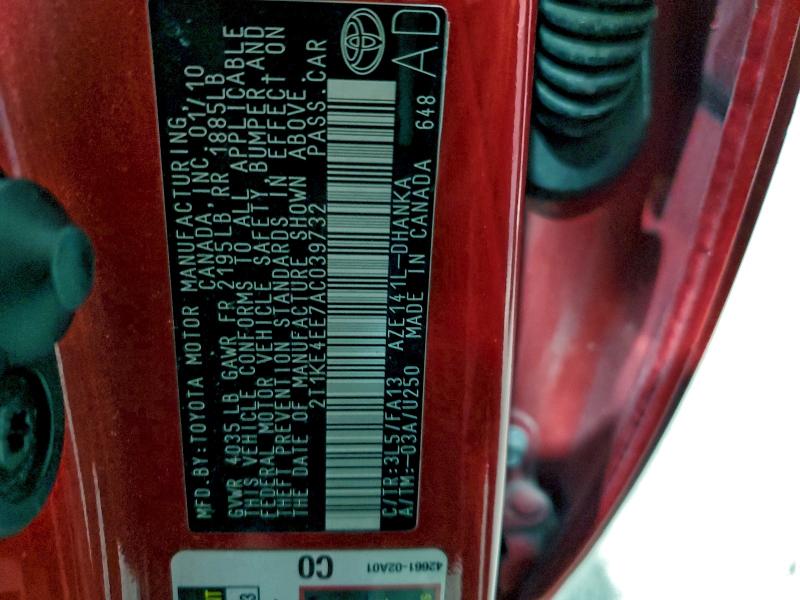 MFD.BY:TOYOTA MOTOR MANUFACTURING,
CANADA, INC. 01/10
GVWR 4035LB GAWR FR 2195LB RR 1885LB
THIS VEHICLE CONFORMS TO ALL APPLICABLE
FEDERAL MOTOR VEHICLE SAFETY, BUMPER, AND
THEFT PREVENTION STANDARDS IN EFFECT ON
THE DATE OF MANUFACTURE SHOWN ABOVE.
2T1KE4EE7AC039732 PASS.CAR
C/TR:3L5/FA13 AZE141L-DHANKA
A/TM:-03A/U250 MADE IN CANADA 648
AD
CO
42661-02A01